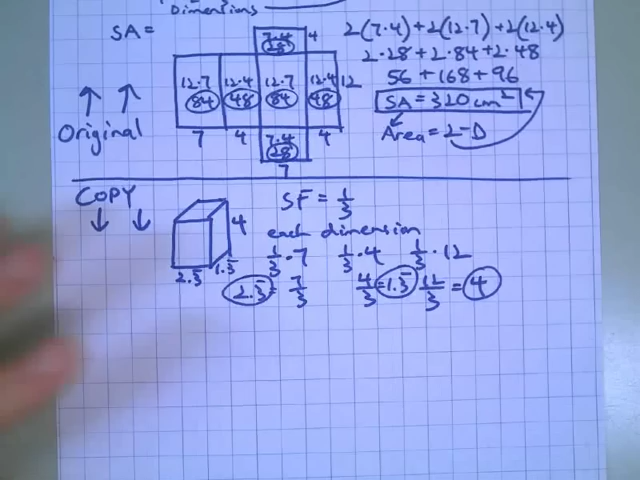 Dimensions
SA =
7.4
28
4
2(7.4)+2(12.7)+2(12.4)
2.28+2.84+2.48
56+168+96
SA=320cm²
Area=2-D
12.7
84
12.4
48
12.7
84
12.4
48
12
Original
7
4
7.4
28
4
7
COPY
SF = 1/3
4
1.3̅
2.3̅
each dimension
1/3·7 1/3·4 1/3·12
2.3̅ = 7/3 4/3=1.3̅ 12/3 = 4